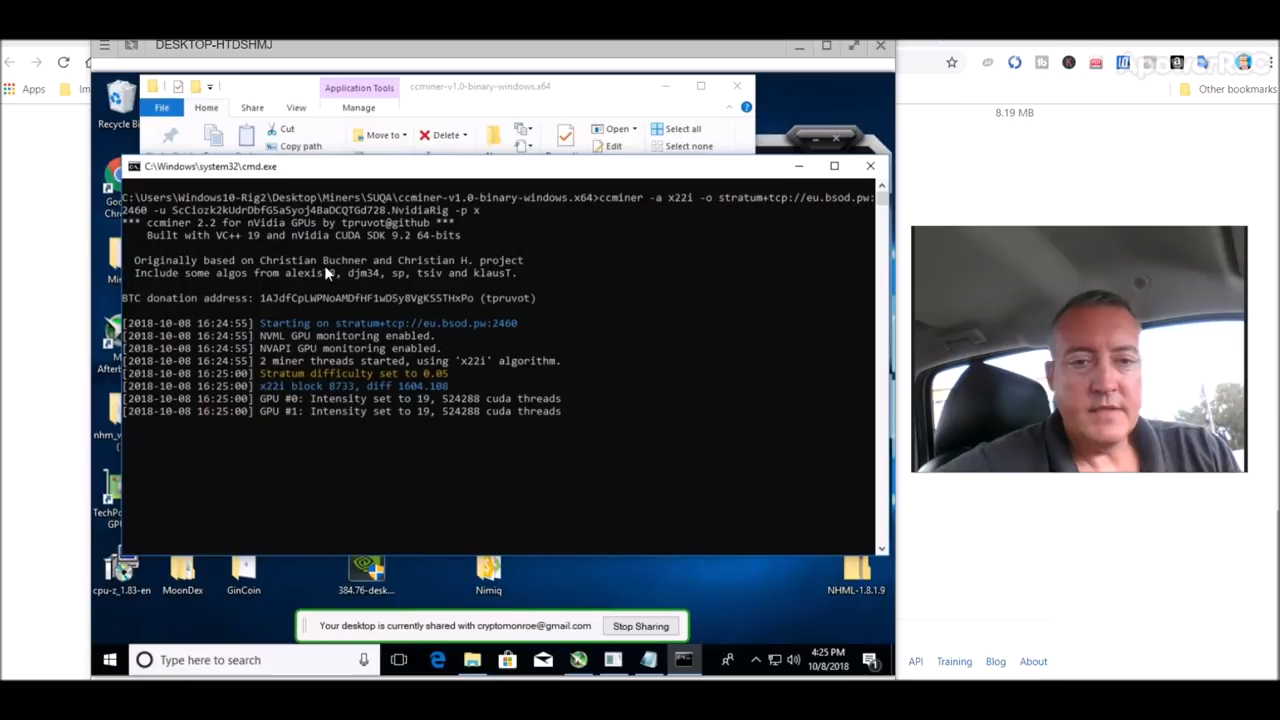 DESKTOP-HTDSHMJ
ApowerREC
Apps
Other bookmarks
8.19 MB
Application Tools
ccminer-v1.0-binary-windows.x64
File
Home
Share
View
Manage
Cut
Copy path
Move to
Delete
Open
Edit
Select all
Select none
Recycle
C:\Windows\system32\cmd.exe
C:\Users\Windows10-Rig2\Desktop\Miners\SUQA\ccminer-v1.0-binary-windows.x64>ccminer -a x22i -o stratum+tcp://eu.bsod.pw:
2460 -u ScCiozk2kUdrDbfG5a5yoj4BaDCQTGd728.NvidiaRig -p x
*** ccminer 2.2 for nVidia GPUs by tpruvot@github ***
Built with VC++ 19 and nVidia CUDA SDK 9.2 64-bits
Originally based on Christian Buchner and Christian H. project
Include some algos from djm34, sp, tsiv and klausT.
BTC donation address: 1AJdfCpLWPNoAMDfHF1wD5y8VgKSSTHxPo (tpruvot)
[2018-10-08 16:24:55] Starting on stratum+tcp://eu.bsod.pw:2460
[2018-10-08 16:24:55] NVML GPU monitoring enabled.
[2018-10-08 16:24:55] NVAPI GPU monitoring enabled.
[2018-10-08 16:24:55] 2 miner threads started, using 'x22i' algorithm.
[2018-10-08 16:25:00] Stratum difficulty set to 0.05
[2018-10-08 16:25:00] x22i block 8733, diff 1604.108
[2018-10-08 16:25:00] GPU #0: Intensity set to 19, 524288 cuda threads
[2018-10-08 16:25:00] GPU #1: Intensity set to 19, 524288 cuda threads
cpu-z_1.83-en
MoonDex
GinCoin
384.76-desk...
Nimiq
NHML-1.8.1.9
Your desktop is currently shared with cryptomonroe@gmail.com
Stop Sharing
Type here to search
4:25 PM
10/8/2018
API
Training
Blog
About